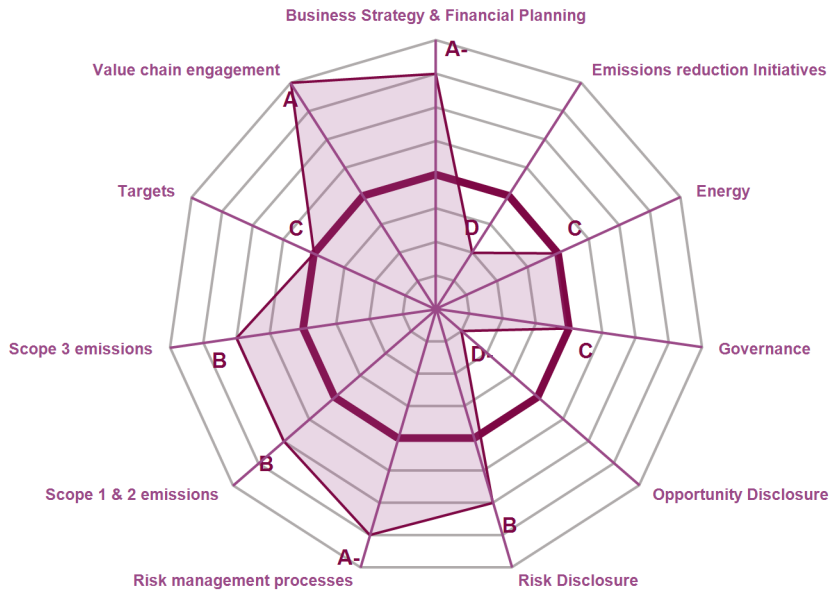 Business Strategy & Financial Planning
A-
Value chain engagement
Emissions reduction Initiatives
A
Targets
Energy
C
D
C
Scope 3 emissions
Governance
B
D-
C
B
Scope 1 & 2 emissions
Opportunity Disclosure
B
A-
Risk management processes
Risk Disclosure